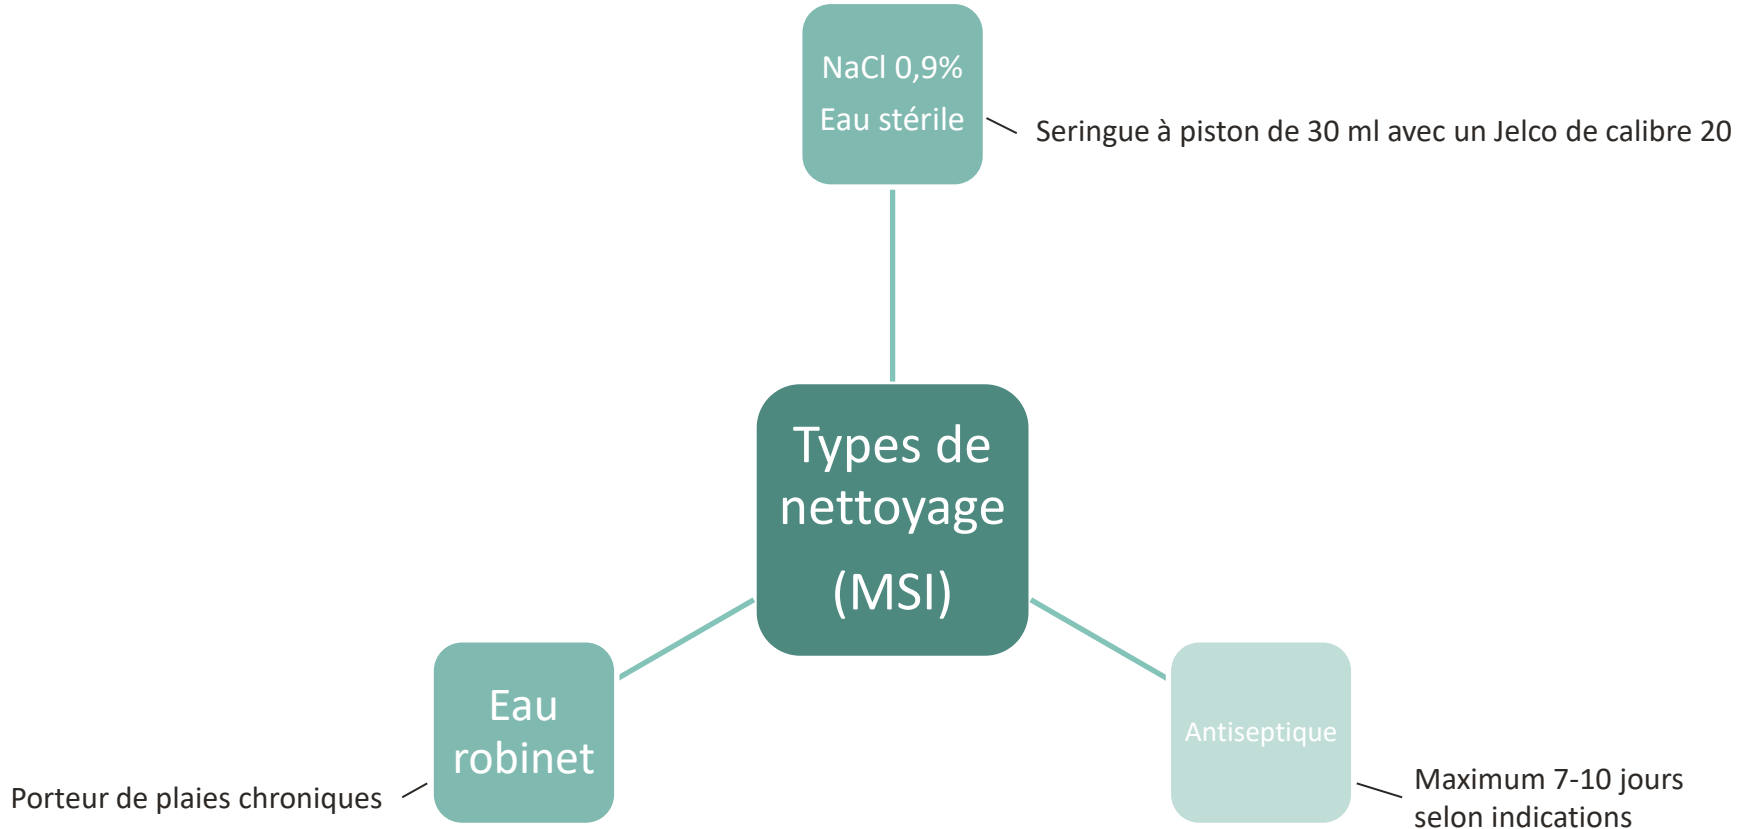 NaCl 0,9%
Eau stérile
Seringue à piston de 30 ml avec un Jelco de calibre 20
Types de
nettoyage
(MSI)
Eau
robinet
Porteur de plaies chroniques
Antiseptique
Maximum 7-10 jours
selon indications